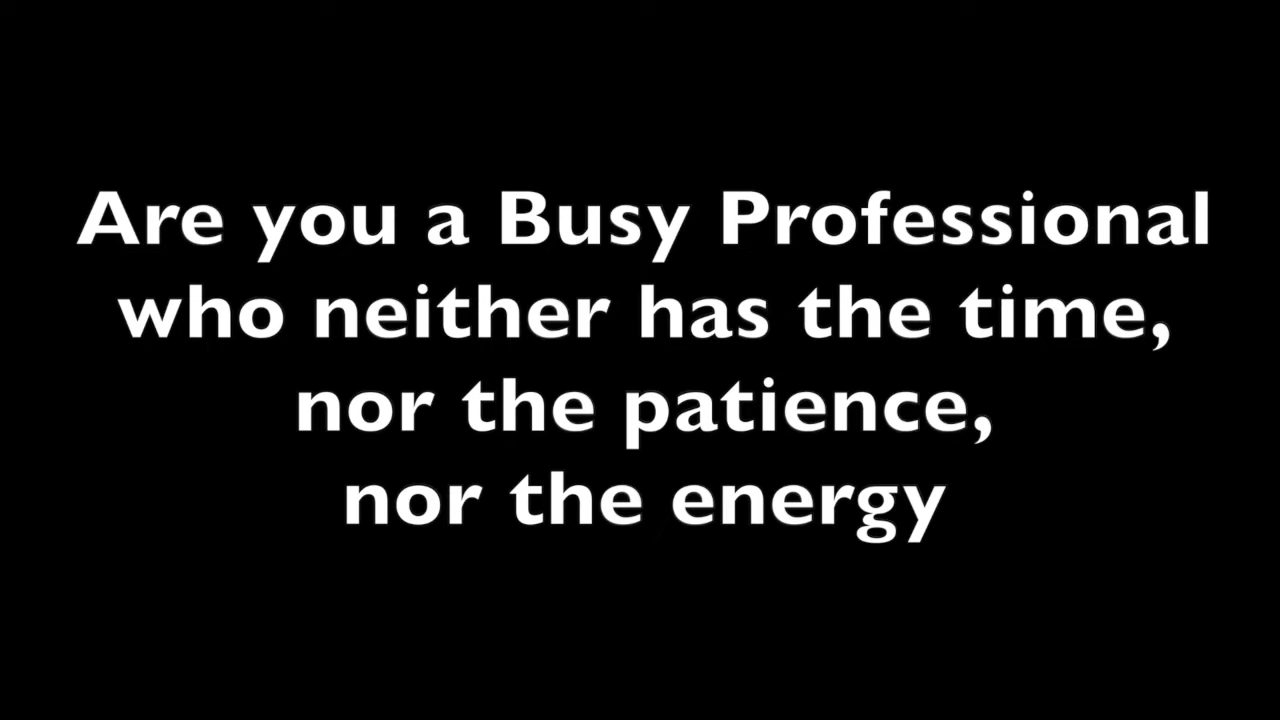 Are you a Busy Professional
who neither has the time,
nor the patience,
nor the energy